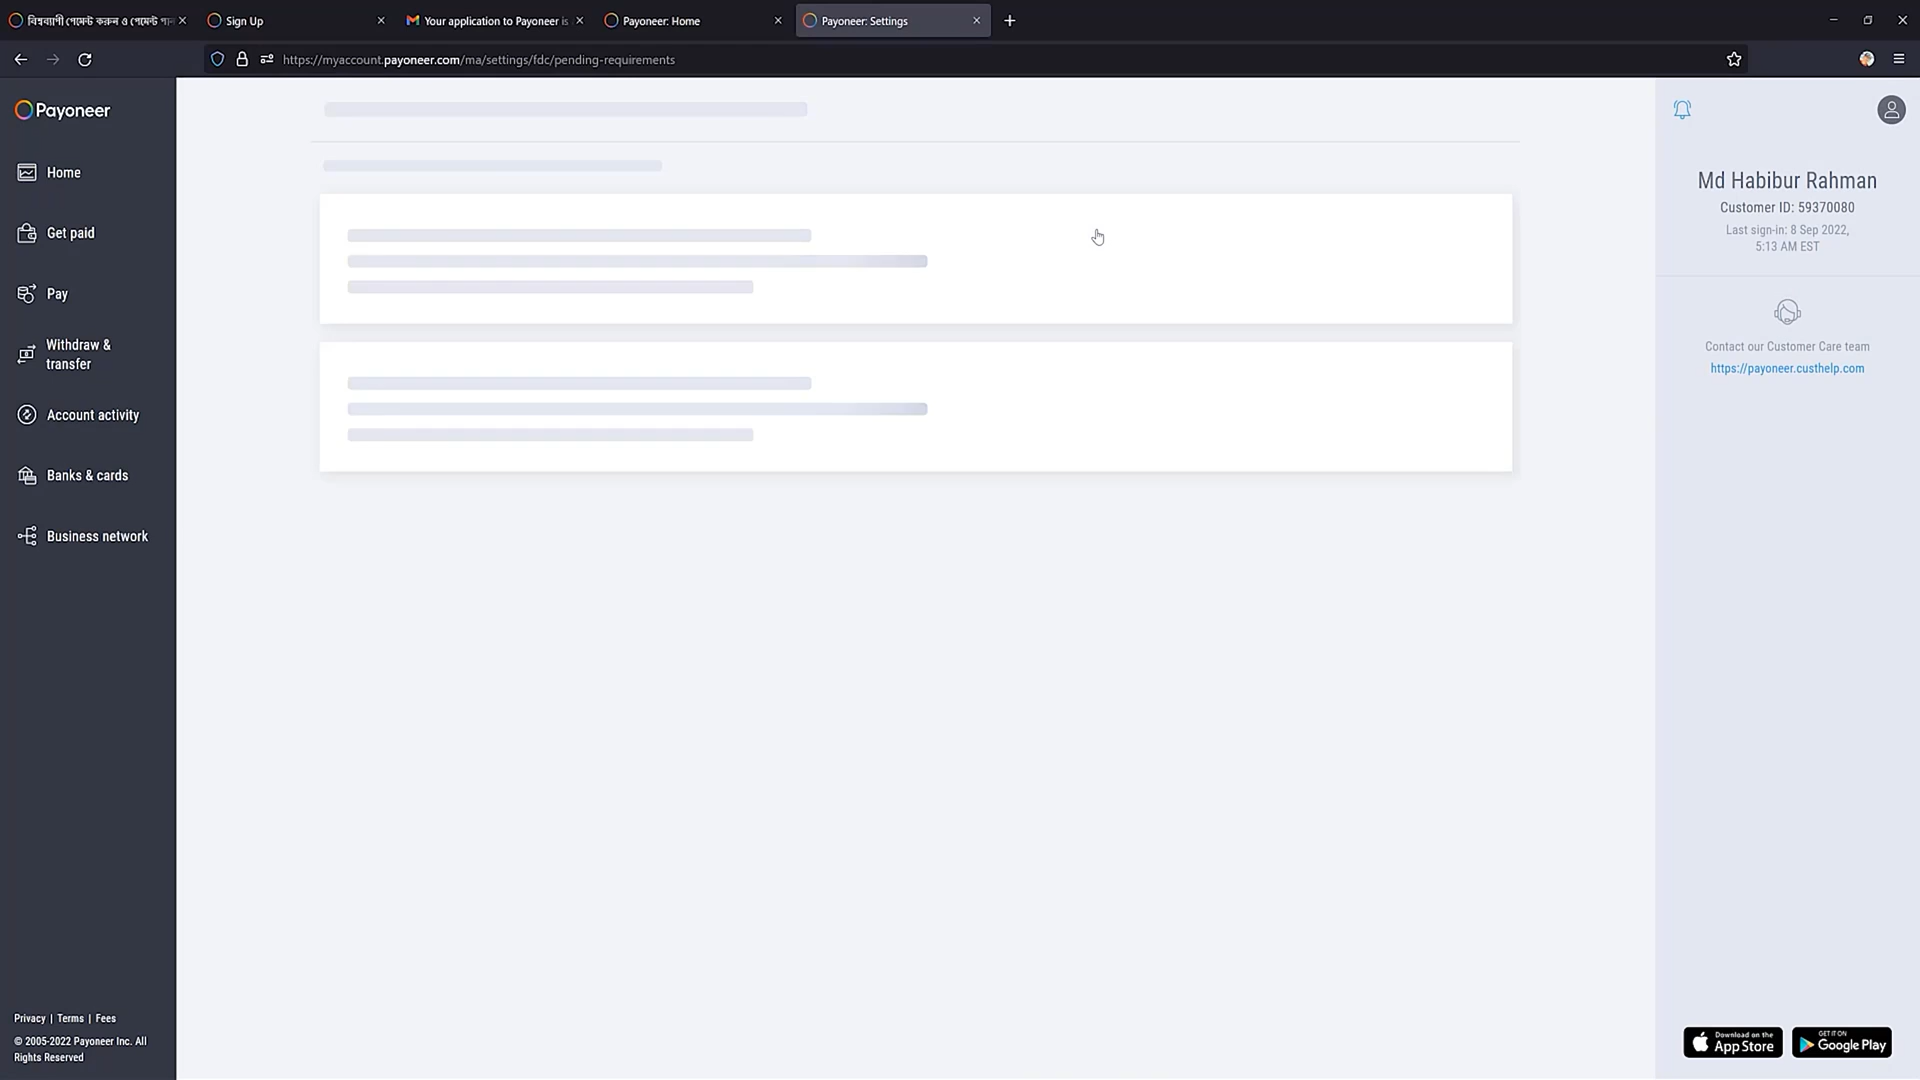 বিশ্বব্যাপী পেমেন্ট করুন ও পেমেন্ট পান
Sign Up
Your application to Payoneer is
Payoneer: Home
Payoneer: Settings
https://myaccount.payoneer.com/ma/settings/fdc/pending-requirements
Payoneer
Home
Get paid
Pay
Withdraw &
transfer
Account activity
Banks & cards
Business network
Privacy | Terms | Fees
© 2005-2022 Payoneer Inc. All
Rights Reserved
Md Habibur Rahman
Customer ID: 59370080
Last sign-in: 8 Sep 2022,
5:13 AM EST
Contact our Customer Care team
https://payoneer.custhelp.com
Download on the
App Store
GET IT ON
Google Play